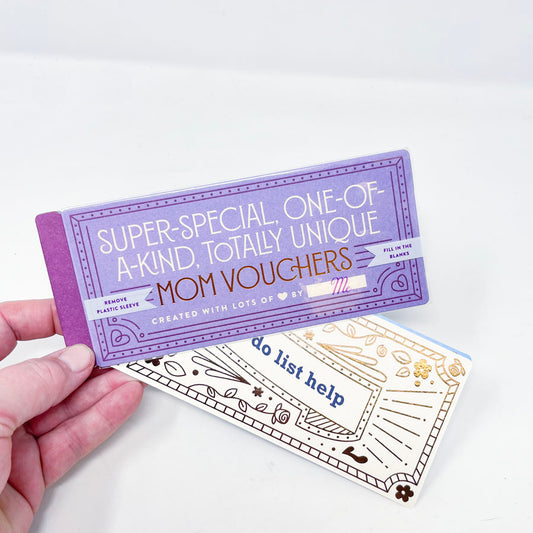 SUPER-SPECIAL, ONE-OF-
A-KIND, TOTALLY UNIQUE
MOM VOUCHERS
REMOVE
PLASTIC SLEEVE
FILL IN THE
BLANKS
CREATED WITH LOTS OF ♥ BY M
do list help